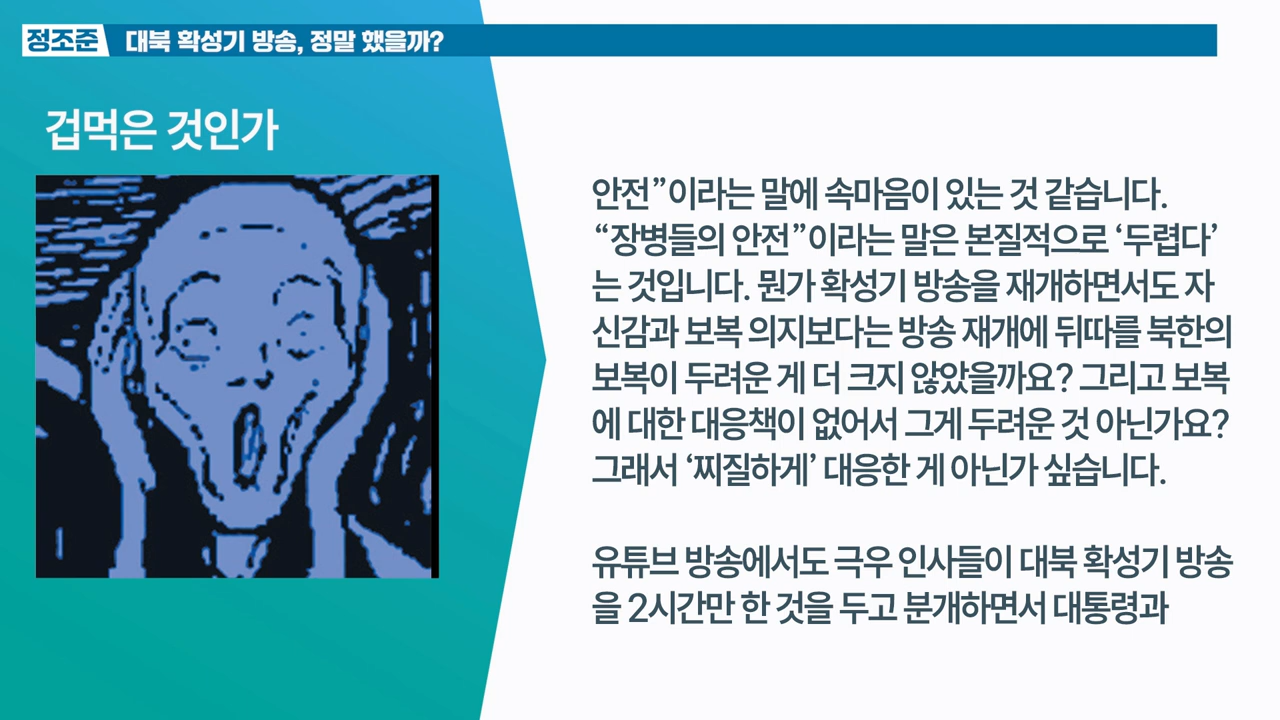 정조준 대북 확성기 방송, 정말 했을까?
겁먹은 것인가
안전”이라는 말에 속마음이 있는 것 같습니다.
“장병들의 안전”이라는 말은 본질적으로 ‘두렵다’
는 것입니다. 뭔가 확성기 방송을 재개하면서도 자
신감과 보복 의지보다는 방송 재개에 뒤따를 북한의
보복이 두려운 게 더 크지 않았을까요? 그리고 보복
에 대한 대응책이 없어서 그게 두려운 것 아닌가요?
그래서 ‘찌질하게’ 대응한 게 아닌가 싶습니다.
유튜브 방송에서도 극우 인사들이 대북 확성기 방송
을 2시간만 한 것을 두고 분개하면서 대통령과